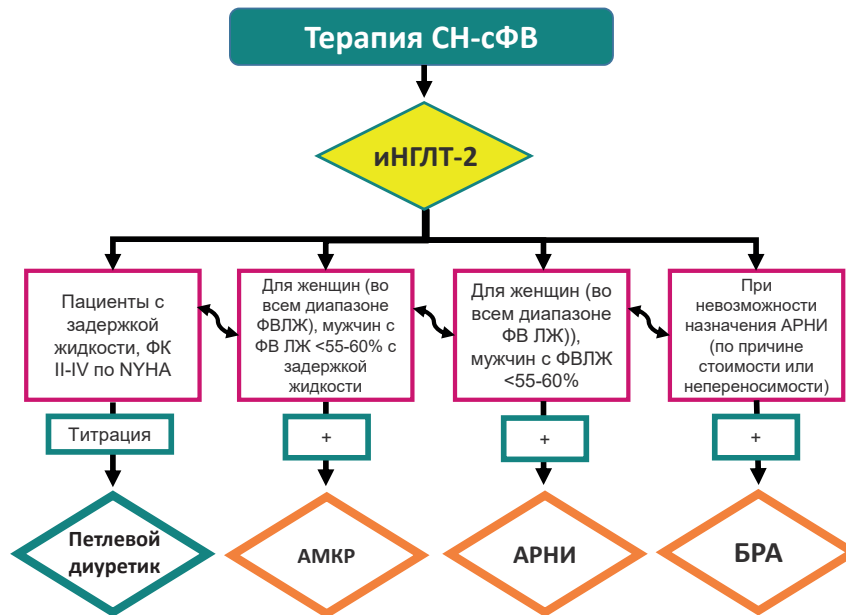 Терапия СН-сФВ
иНГЛТ-2
Пациенты с
задержкой
жидкости, ФК
II-IV по NYHA
Для женщин (во
всем диапазоне
ФВЛЖ), мужчин с
ФВ ЛЖ <55-60% с
задержкой
жидкости
Для женщин (во
всем диапазоне
ФВ ЛЖ)),
мужчин с ФВЛЖ
<55-60%
При
невозможности
назначения АРНИ
(по причине
стоимости или
непереносимости)
Титрация
+
+
+
Петлевой
диуретик
АМКР
АРНИ
БРА